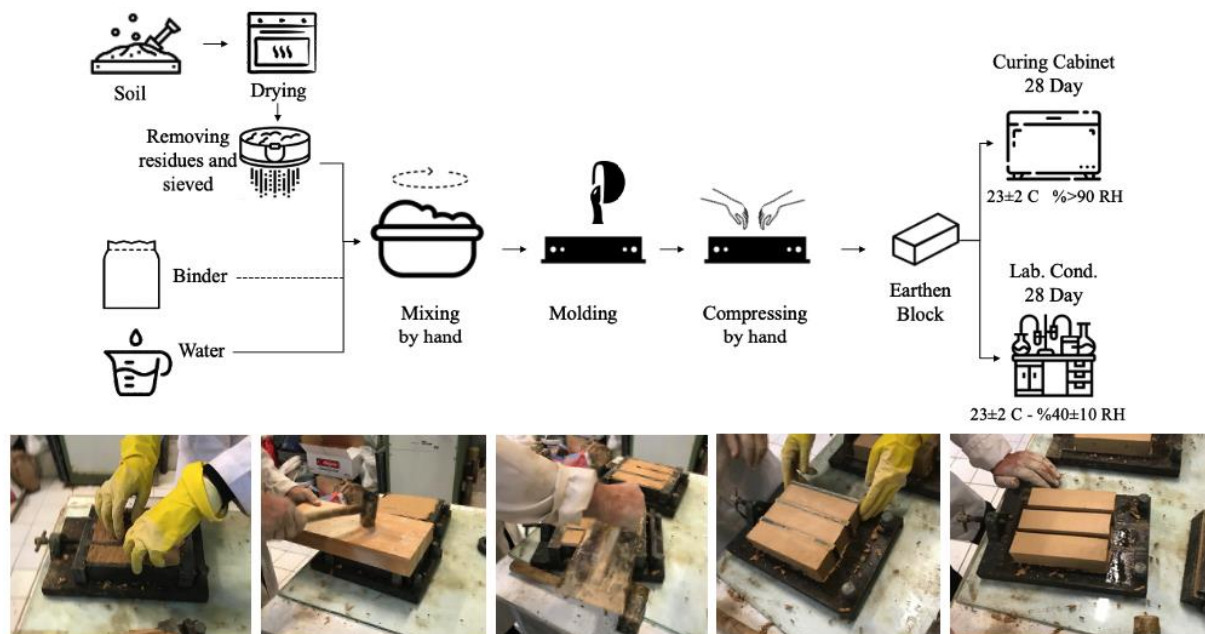 Soil
Drying
Removing
residues and
sieved
Binder
Water
Mixing
by hand
Molding
Compressing
by hand
Earthen
Block
Curing Cabinet
28 Day
23±2 C %>90 RH
Lab. Cond.
28 Day
23±2 C - %40±10 RH